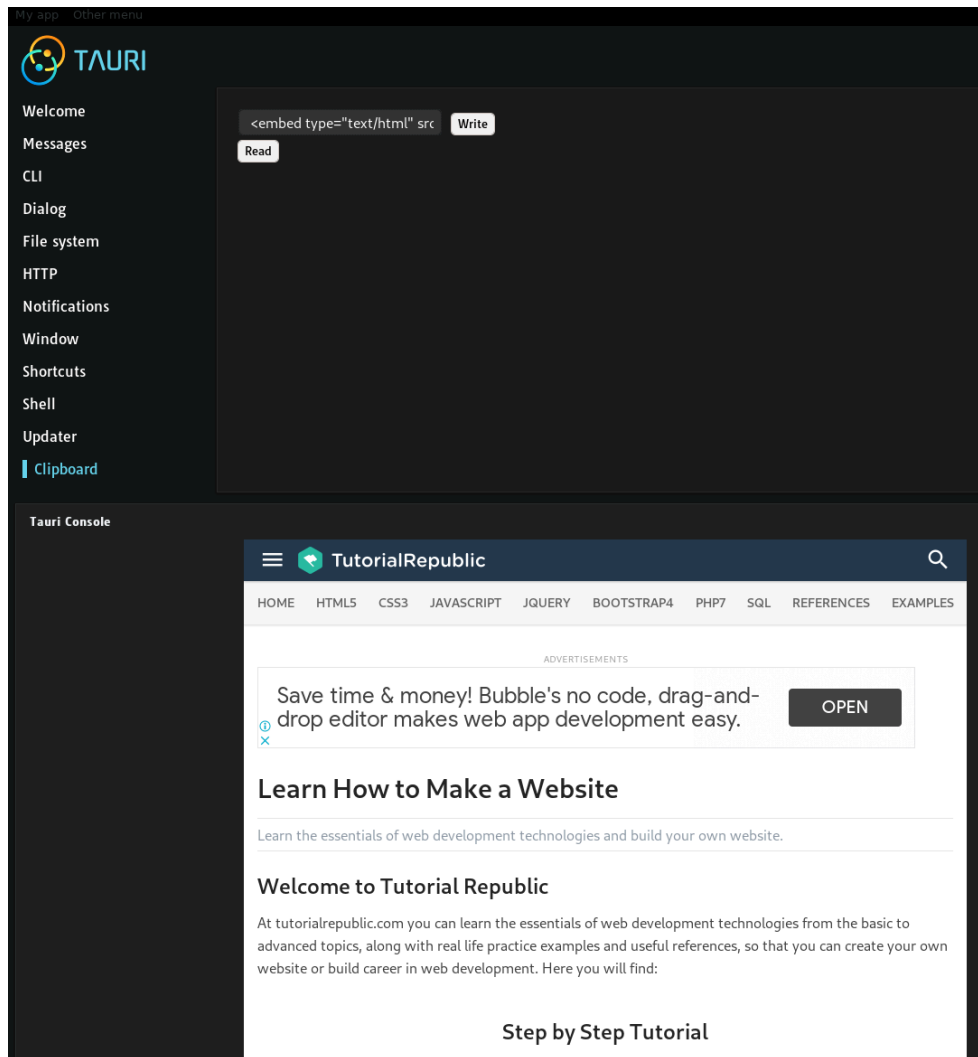 My app Other menu
TAURI
Welcome
Messages
CLI
Dialog
File system
HTTP
Notifications
Window
Shortcuts
Shell
Updater
Clipboard
<embed type="text/html" src
Write
Read
Tauri Console
TutorialRepublic
HOME HTML5 CSS3 JAVASCRIPT JQUERY BOOTSTRAP4 PHP7 SQL REFERENCES EXAMPLES
ADVERTISEMENTS
Save time & money! Bubble's no code, drag-and-
drop editor makes web app development easy.
OPEN
Learn How to Make a Website
Learn the essentials of web development technologies and build your own website.
Welcome to Tutorial Republic
At tutorialrepublic.com you can learn the essentials of web development technologies from the basic to
advanced topics, along with real life practice examples and useful references, so that you can create your own
website or build career in web development. Here you will find:
Step by Step Tutorial